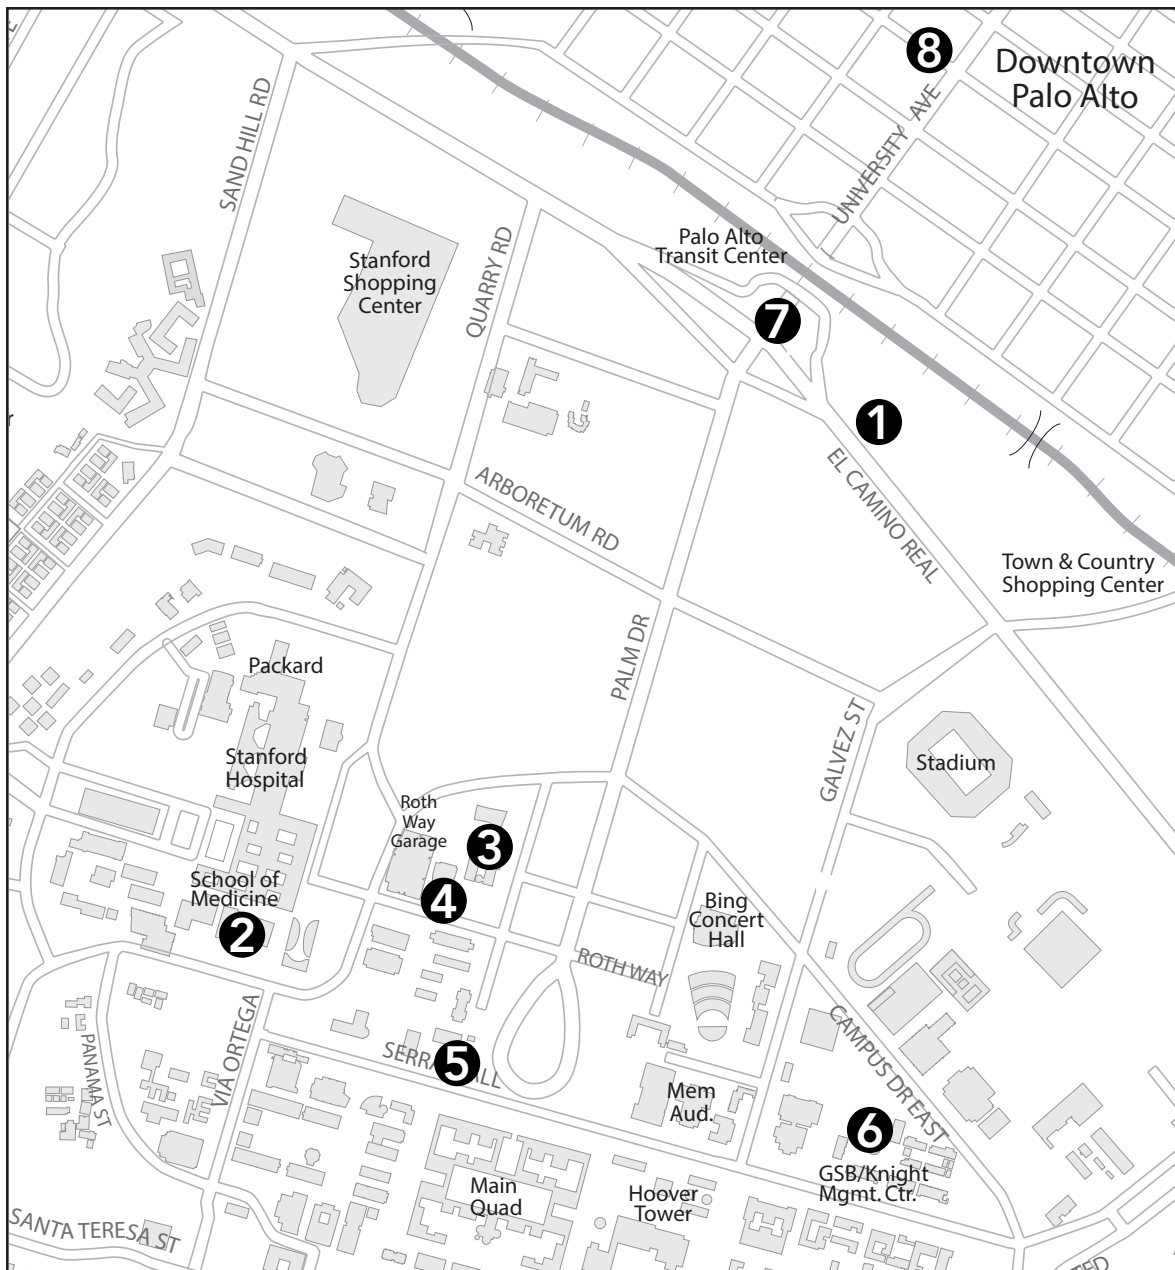 8
Downtown
Palo Alto
SAND HILL RD
UNIVERSITY AVE
QUARRY RD
Palo Alto
Transit Center
Stanford
Shopping
Center
7
1
ARBORETUM RD
EL CAMINO REAL
Town & Country
Shopping Center
PALM DR
Packard
GALVEZ ST
Stanford
Hospital
Stadium
Roth
Way
Garage
3
School of
Medicine
4
Bing
Concert
Hall
2
ROTH WAY
VIA ORTEGA
CAMPUS DR EAST
PANAMA ST
5
Mem
Aud.
6
GSB/Knight
Mgmt. Ctr.
Main
Quad
Hoover
Tower
SANTA TERESA ST